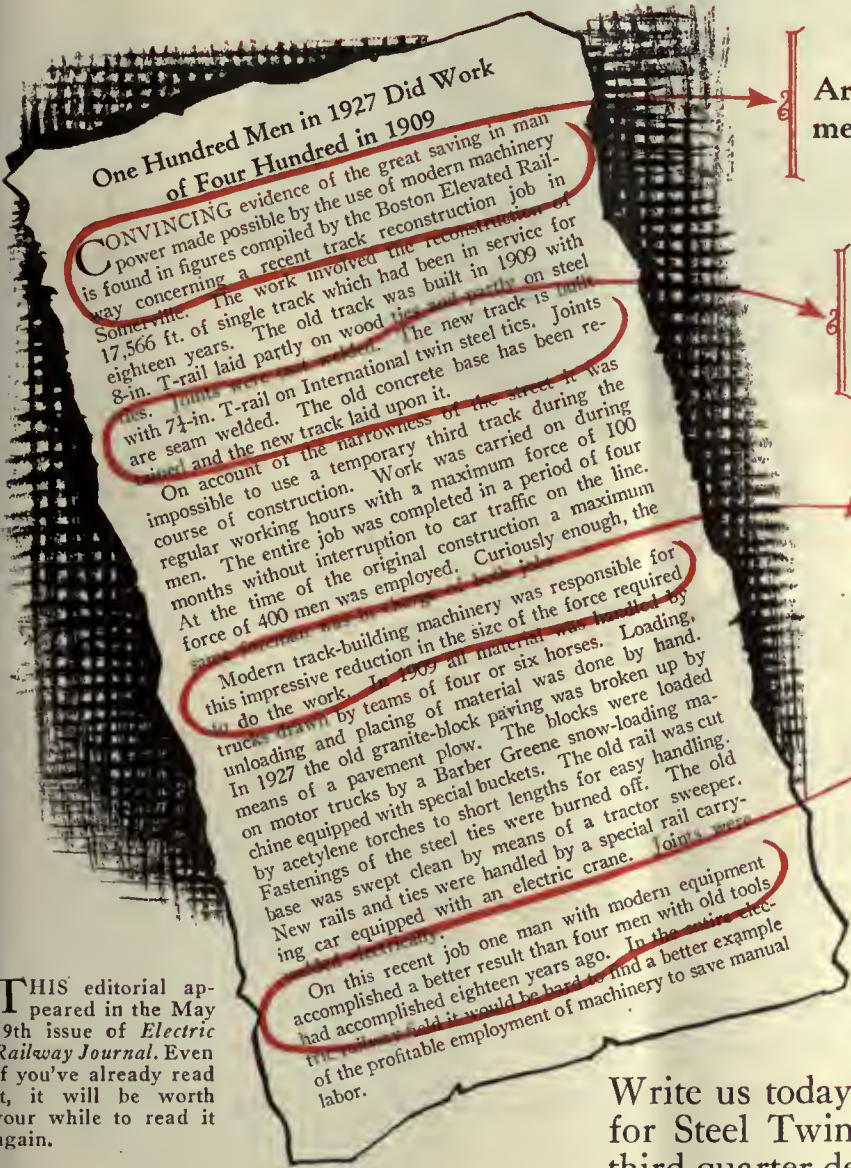 One Hundred Men in 1927 Did Work
of Four Hundred in 1909
CONVINCING evidence of the great saving in man
power made possible by the use of modern machinery
is found in figures compiled by the Boston Elevated Rail-
way concerning a recent track reconstruction job in
Somerville. The work involved the reconstruction of
17,566 ft. of single track which had been in service for
eighteen years. The old track was built in 1909 with
8-in. T-rail laid partly on wood ties and partly on steel
ties. Joints were cast welded. The new track is built
with 7¼-in. T-rail on International twin steel ties. Joints
are seam welded. The old concrete base has been re-
tained and the new track laid upon it.
On account of the narrowness of the street it was
impossible to use a temporary third track during the
course of construction. Work was carried on during
regular working hours with a maximum force of 100
men. The entire job was completed in a period of four
months without interruption to car traffic on the line.
At the time of the original construction a maximum
force of 400 men was employed. Curiously enough, the
same foreman was in charge of both jobs.
Modern track-building machinery was responsible for
this impressive reduction in the size of the force required
to do the work. In 1909 all material was handled by
trucks drawn by teams of four or six horses. Loading,
unloading and placing of material was done by hand.
In 1927 the old granite-block paving was broken up by
means of a pavement plow. The blocks were loaded
on motor trucks by a Barber Greene snow-loading ma-
chine equipped with special buckets. The old rail was cut
by acetylene torches to short lengths for easy handling.
Fastenings of the steel ties were burned off. The old
base was swept clean by means of a tractor sweeper.
New rails and ties were handled by a special rail carry-
ing car equipped with an electric crane. Joints were
welded electrically.
On this recent job one man with modern equipment
accomplished a better result than four men with old tools
had accomplished eighteen years ago. In the entire elec-
tric railway field it would be hard to find a better example
of the profitable employment of machinery to save manual
labor.
THIS editorial ap-
peared in the May
9th issue of Electric
Railway Journal. Even
if you've already read
it, it will be worth
your while to read it
again.
Ar
me
Write us today
for Steel Twin
third quarter de